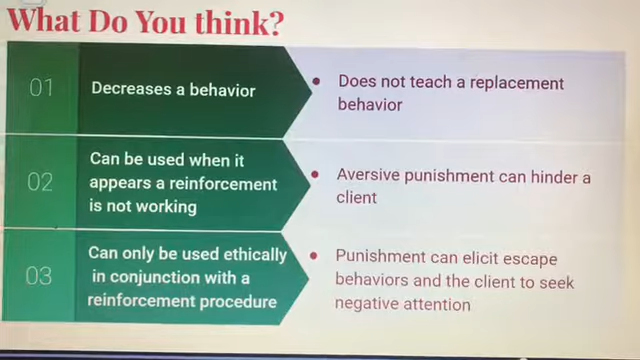 What Do You think?
01
Decreases a behavior
• Does not teach a replacement
behavior
02
Can be used when it
appears a reinforcement
is not working
• Aversive punishment can hinder a
client
03
Can only be used ethically
in conjunction with a
reinforcement procedure
• Punishment can elicit escape
behaviors and the client to seek
negative attention